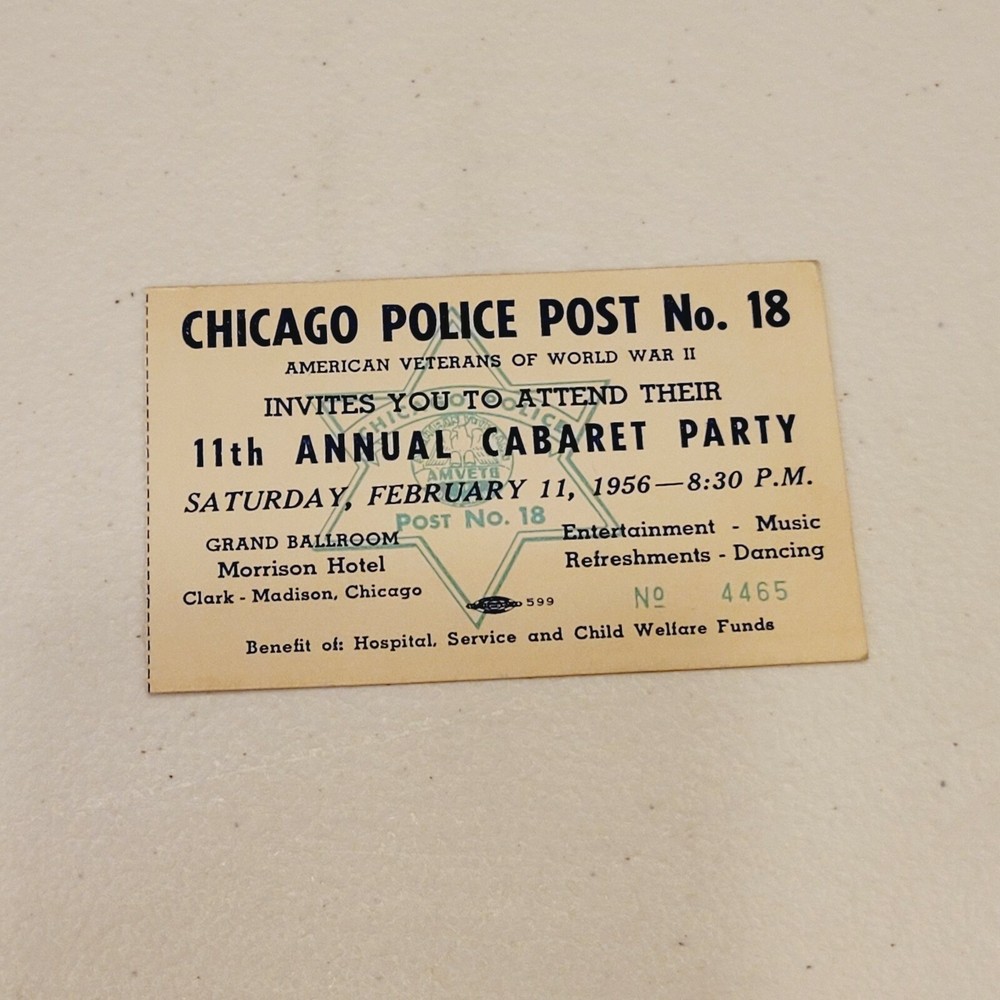 CHICAGO POLICE POST No. 18
AMERICAN VETERANS OF WORLD WAR II
INVITES YOU TO ATTEND THEIR
11th ANNUAL CABARET PARTY
SATURDAY, FEBRUARY 11, 1956—8:30 P.M.
CHICAGO POLICE
AMVETS
POST No. 18
GRAND BALLROOM
Morrison Hotel
Clark - Madison, Chicago
Entertainment - Music
Refreshments - Dancing
599
No 4465
Benefit of: Hospital, Service and Child Welfare Funds